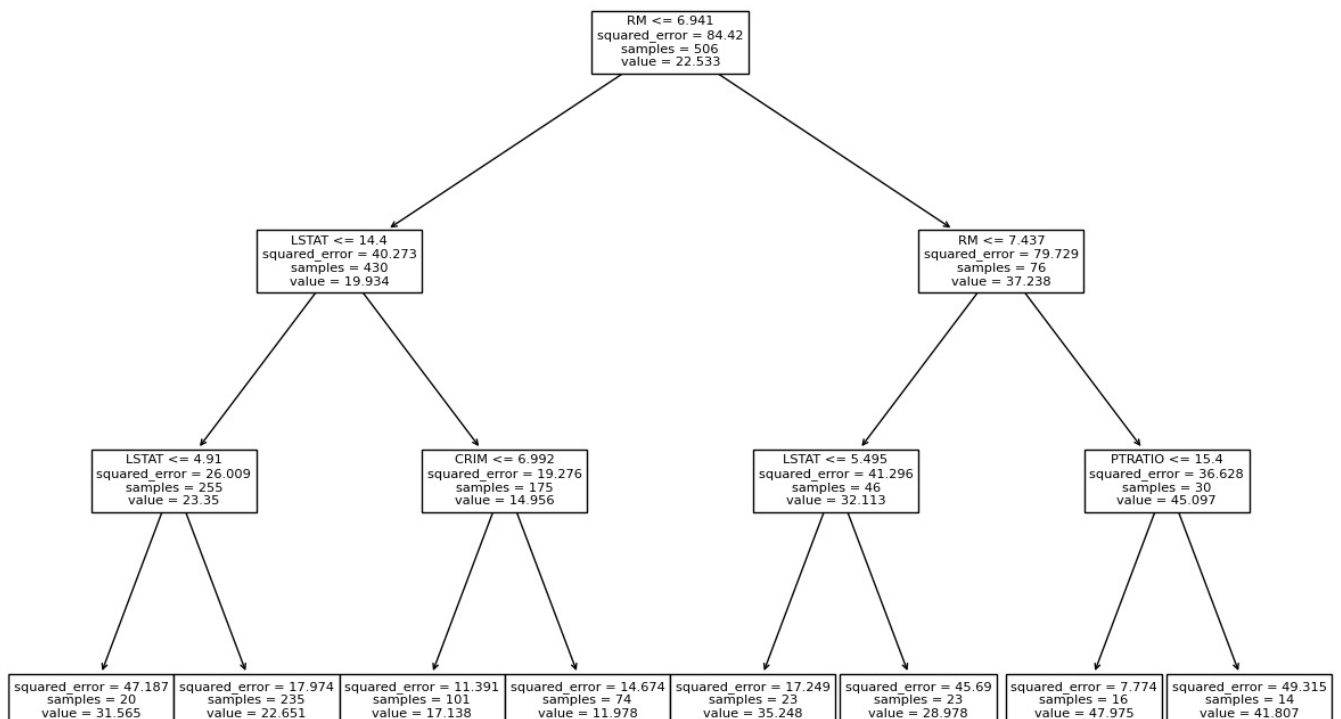 RM <= 6.941
squared_error = 84.42
samples = 506
value = 22.533
LSTAT <= 14.4
squared_error = 40.273
samples = 430
value = 19.934
RM <= 7.437
squared_error = 79.729
samples = 76
value = 37.238
LSTAT <= 4.91
squared_error = 26.009
samples = 255
value = 23.35
CRIM <= 6.992
squared_error = 19.276
samples = 175
value = 14.956
LSTAT <= 5.495
squared_error = 41.296
samples = 46
value = 32.113
PTRATIO <= 15.4
squared_error = 36.628
samples = 30
value = 45.097
squared_error = 47.187
samples = 20
value = 31.565
squared_error = 17.974
samples = 235
value = 22.651
squared_error = 11.391
samples = 101
value = 17.138
squared_error = 14.674
samples = 74
value = 11.978
squared_error = 17.249
samples = 23
value = 35.248
squared_error = 45.69
samples = 23
value = 28.978
squared_error = 7.774
samples = 16
value = 47.975
squared_error = 49.315
samples = 14
value = 41.807